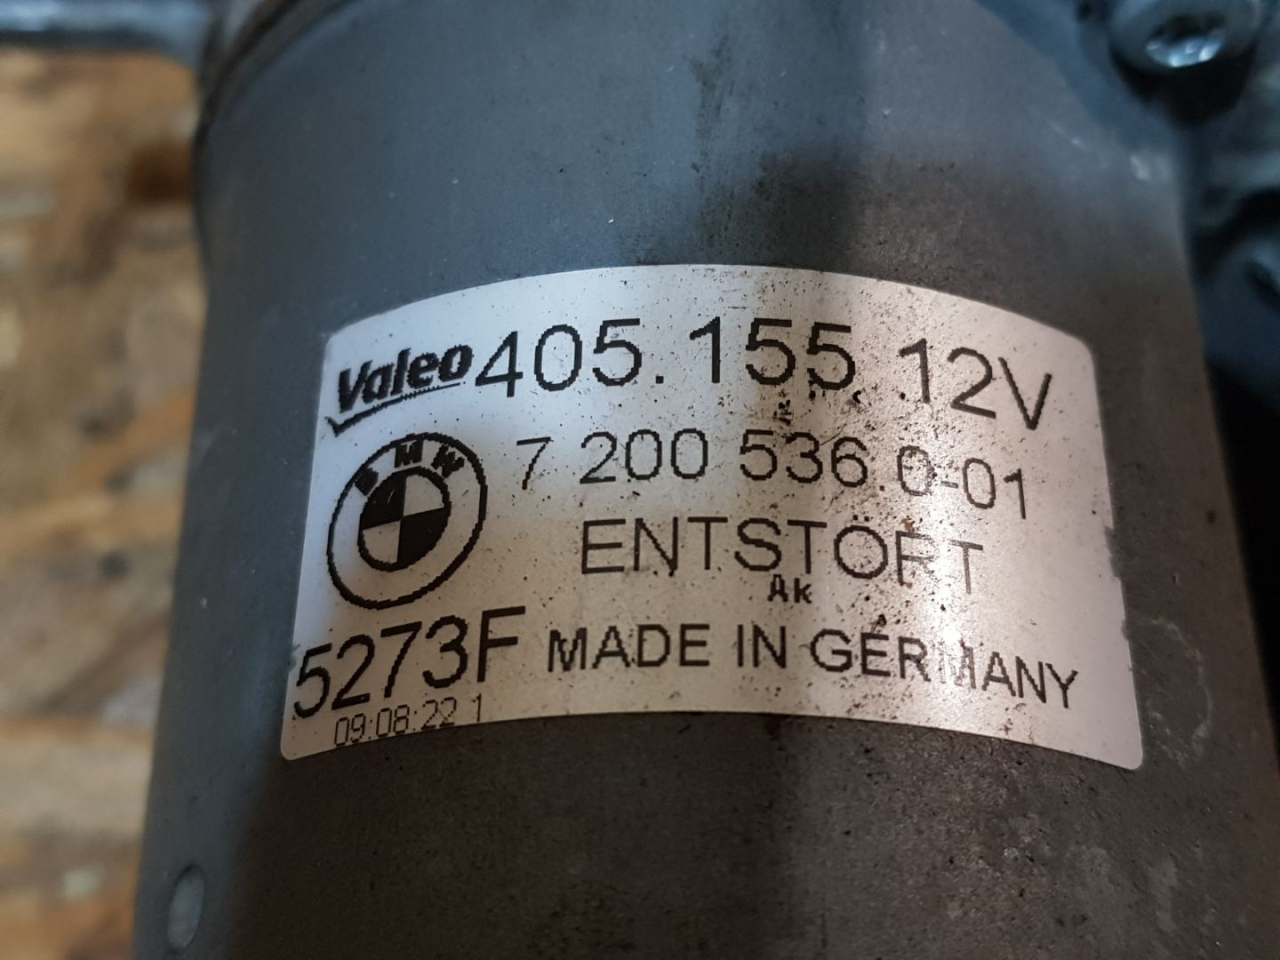 Valeo 405.155 12V
BMW 7 200 536.0-01
ENTSTÖRT
Ak
5273F MADE IN GERMANY
09:08:22 1